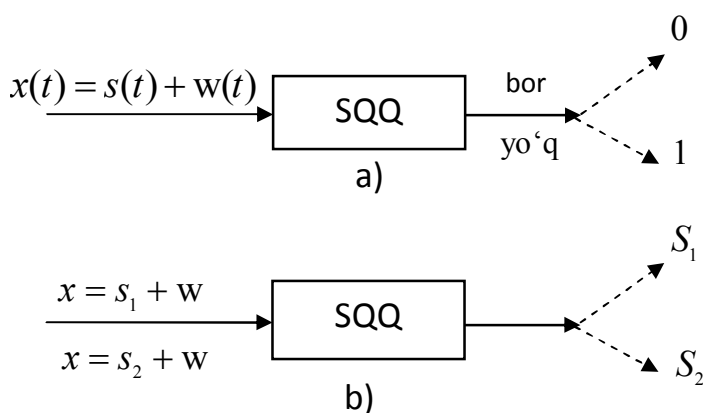 0
x(t) = s(t) + w(t)
SQQ
bor
yo‘q
1
a)
S₁
x = s₁ + w
SQQ
x = s₂ + w
S₂
b)